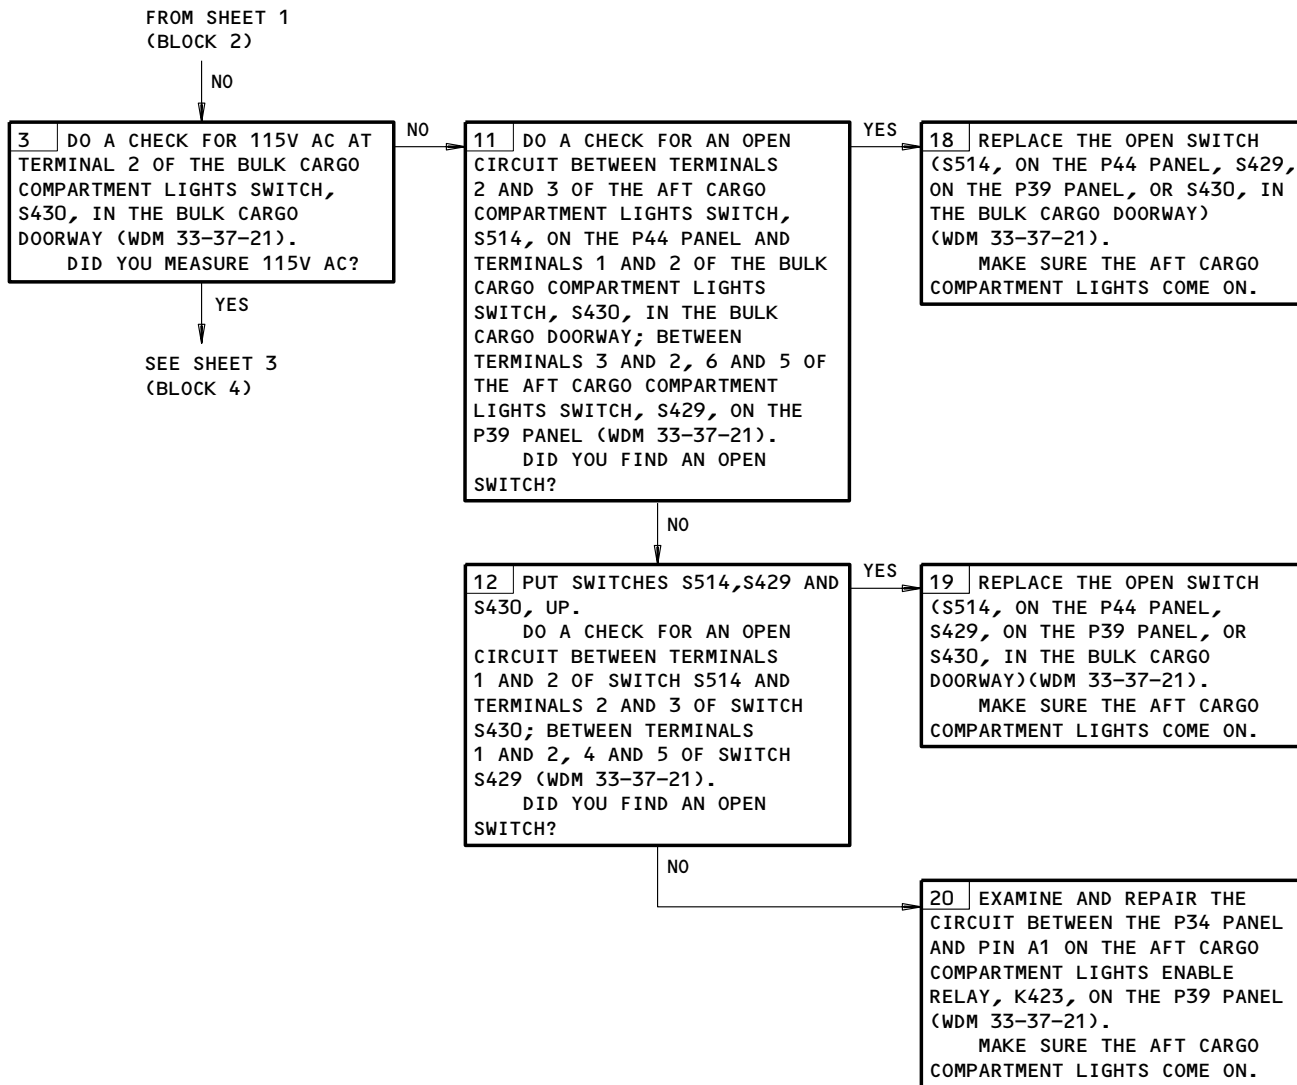 FROM SHEET 1
(BLOCK 2)
NO
3 DO A CHECK FOR 115V AC AT
TERMINAL 2 OF THE BULK CARGO
COMPARTMENT LIGHTS SWITCH,
S430, IN THE BULK CARGO
DOORWAY (WDM 33-37-21).
DID YOU MEASURE 115V AC?
NO
YES
SEE SHEET 3
(BLOCK 4)
11 DO A CHECK FOR AN OPEN
CIRCUIT BETWEEN TERMINALS
2 AND 3 OF THE AFT CARGO
COMPARTMENT LIGHTS SWITCH,
S514, ON THE P44 PANEL AND
TERMINALS 1 AND 2 OF THE BULK
CARGO COMPARTMENT LIGHTS
SWITCH, S430, IN THE BULK
CARGO DOORWAY; BETWEEN
TERMINALS 3 AND 2, 6 AND 5 OF
THE AFT CARGO COMPARTMENT
LIGHTS SWITCH, S429, ON THE
P39 PANEL (WDM 33-37-21).
DID YOU FIND AN OPEN
SWITCH?
YES
18 REPLACE THE OPEN SWITCH
(S514, ON THE P44 PANEL, S429,
ON THE P39 PANEL, OR S430, IN
THE BULK CARGO DOORWAY)
(WDM 33-37-21).
MAKE SURE THE AFT CARGO
COMPARTMENT LIGHTS COME ON.
NO
12 PUT SWITCHES S514,S429 AND
S430, UP.
DO A CHECK FOR AN OPEN
CIRCUIT BETWEEN TERMINALS
1 AND 2 OF SWITCH S514 AND
TERMINALS 2 AND 3 OF SWITCH
S430; BETWEEN TERMINALS
1 AND 2, 4 AND 5 OF SWITCH
S429 (WDM 33-37-21).
DID YOU FIND AN OPEN
SWITCH?
YES
19 REPLACE THE OPEN SWITCH
(S514, ON THE P44 PANEL,
S429, ON THE P39 PANEL, OR
S430, IN THE BULK CARGO
DOORWAY)(WDM 33-37-21).
MAKE SURE THE AFT CARGO
COMPARTMENT LIGHTS COME ON.
NO
20 EXAMINE AND REPAIR THE
CIRCUIT BETWEEN THE P34 PANEL
AND PIN A1 ON THE AFT CARGO
COMPARTMENT LIGHTS ENABLE
RELAY, K423, ON THE P39 PANEL
(WDM 33-37-21).
MAKE SURE THE AFT CARGO
COMPARTMENT LIGHTS COME ON.